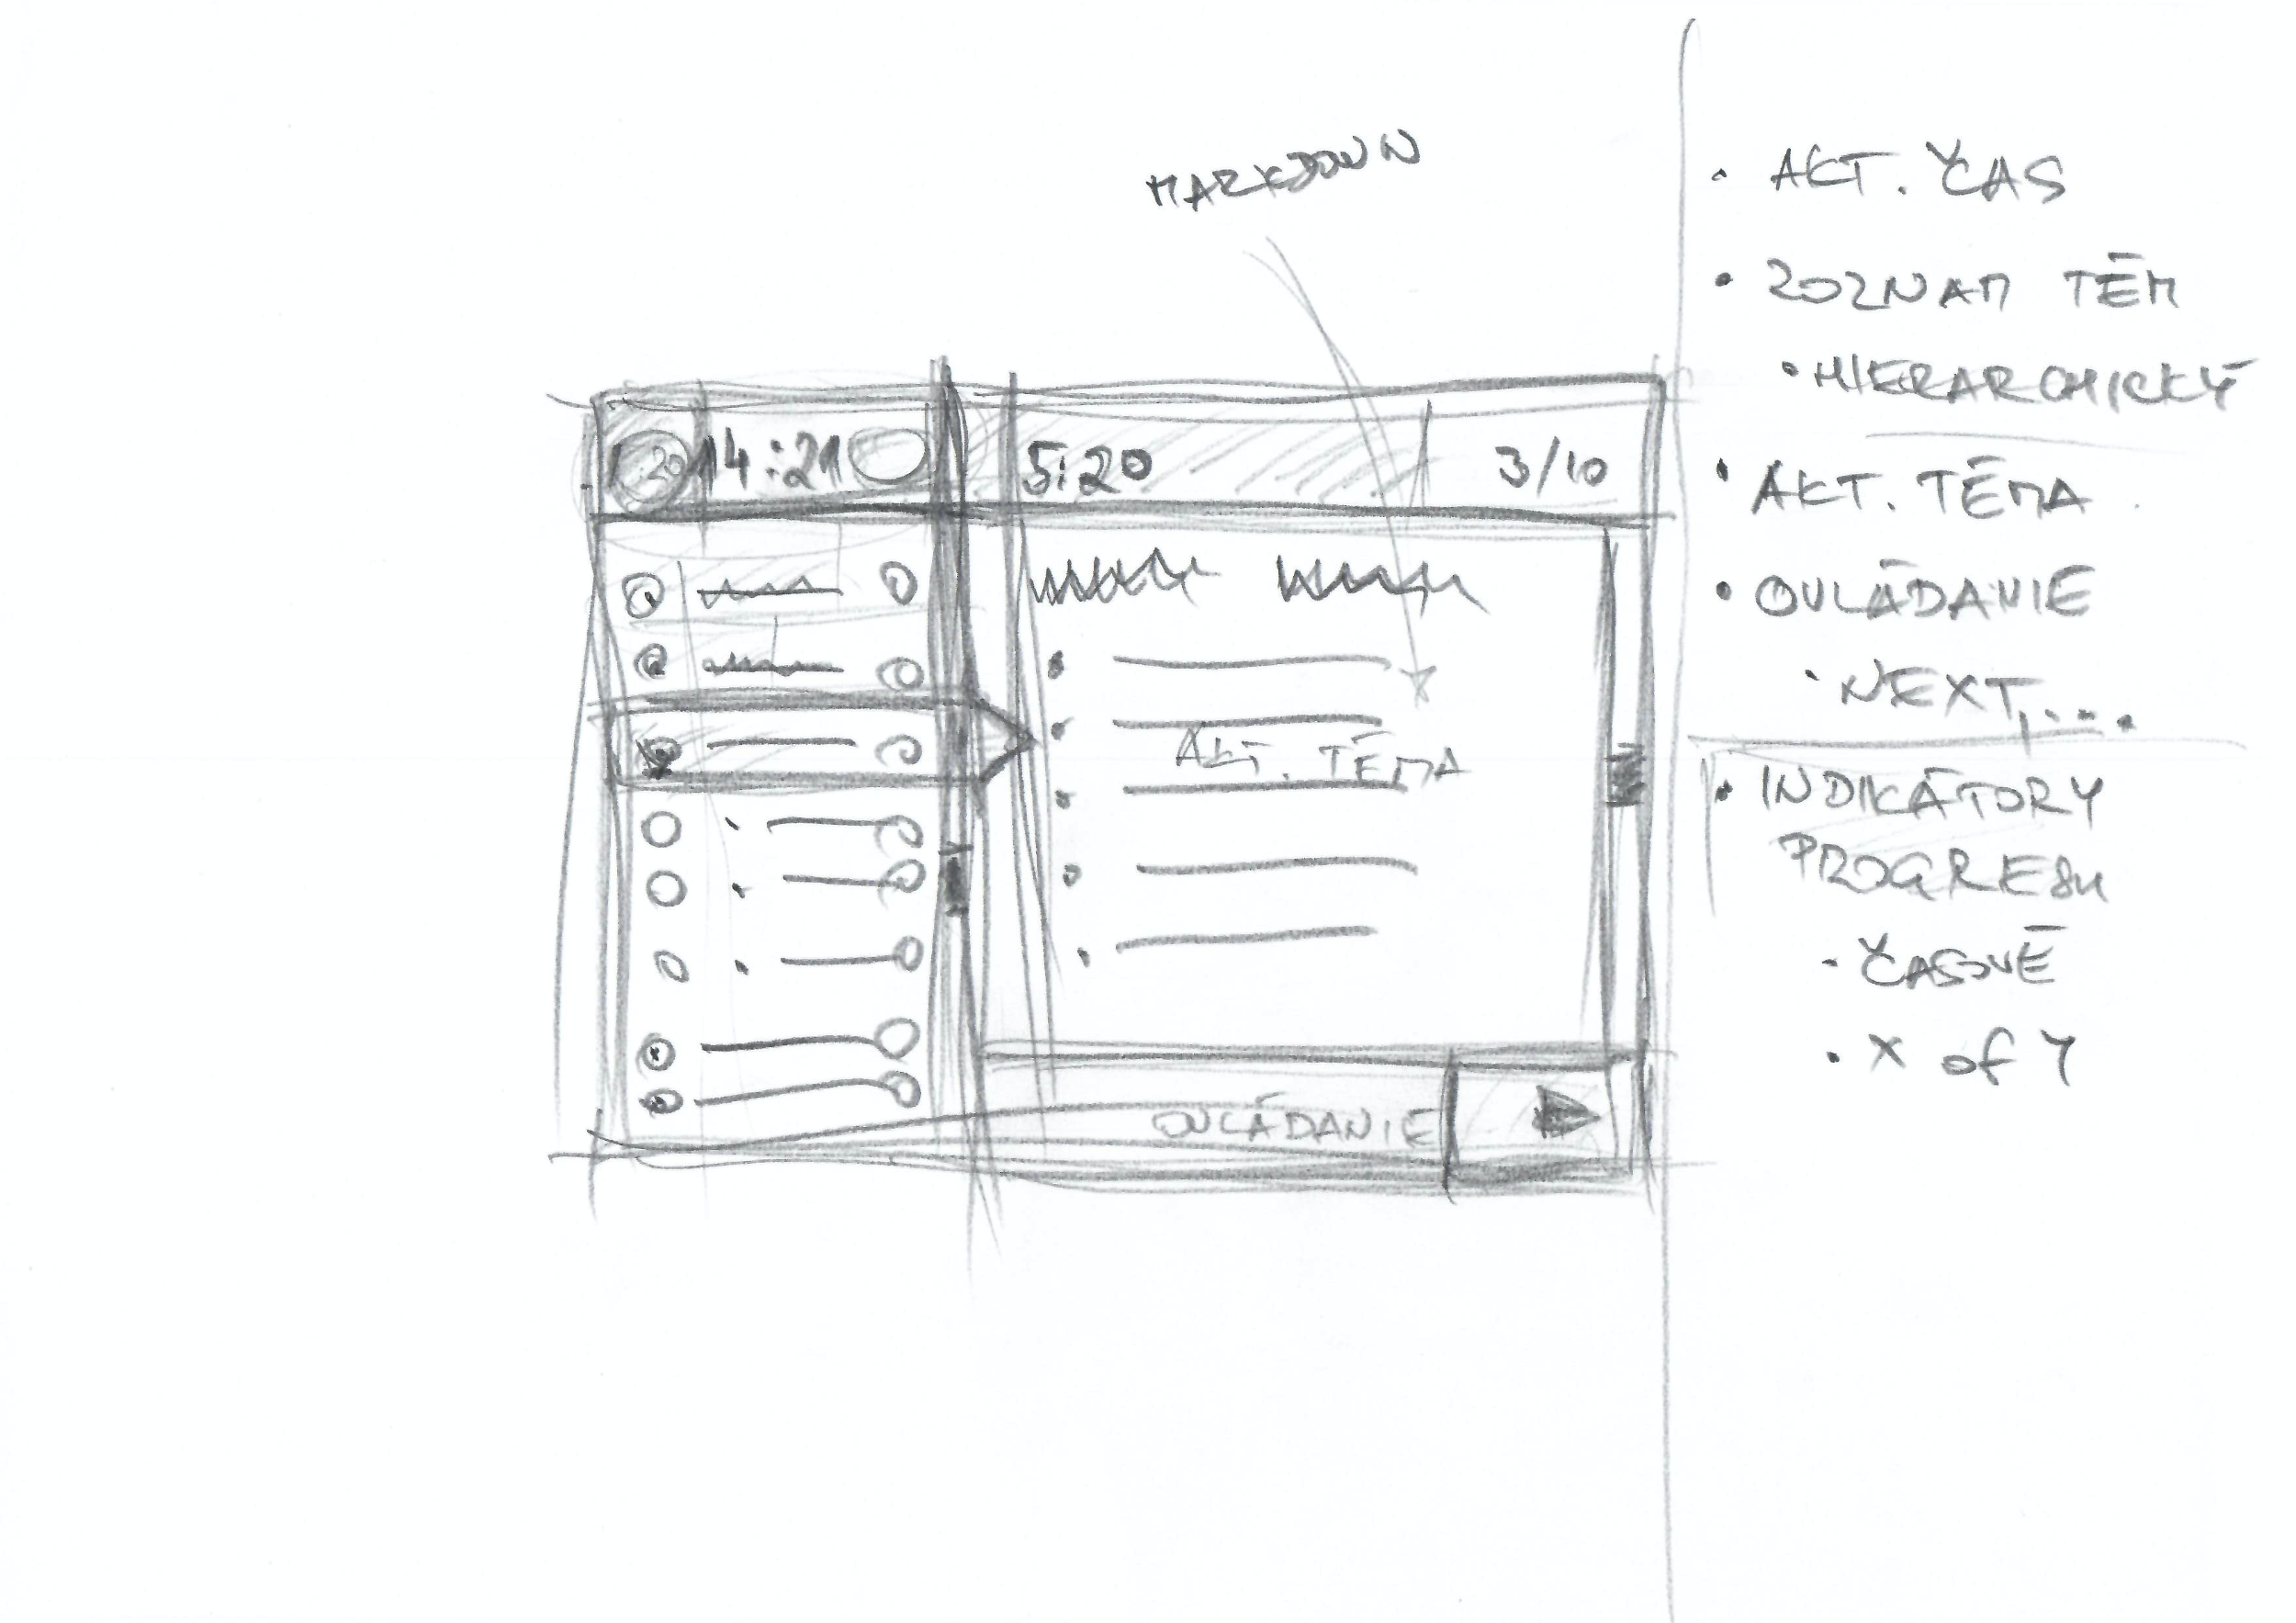 MARKDOWN
:20
14:21
5:20
3/10
AKT. TÉMA
OVLÁDANIE
• AKT. ČAS
• ZOZNAM TÉM
• HIERARCHICKÝ
• AKT. TÉMA
• OVLÁDANIE
• NEXT,....
• INDIKÁTORY
PROGRESU
• ČASOVÉ
• X of Y